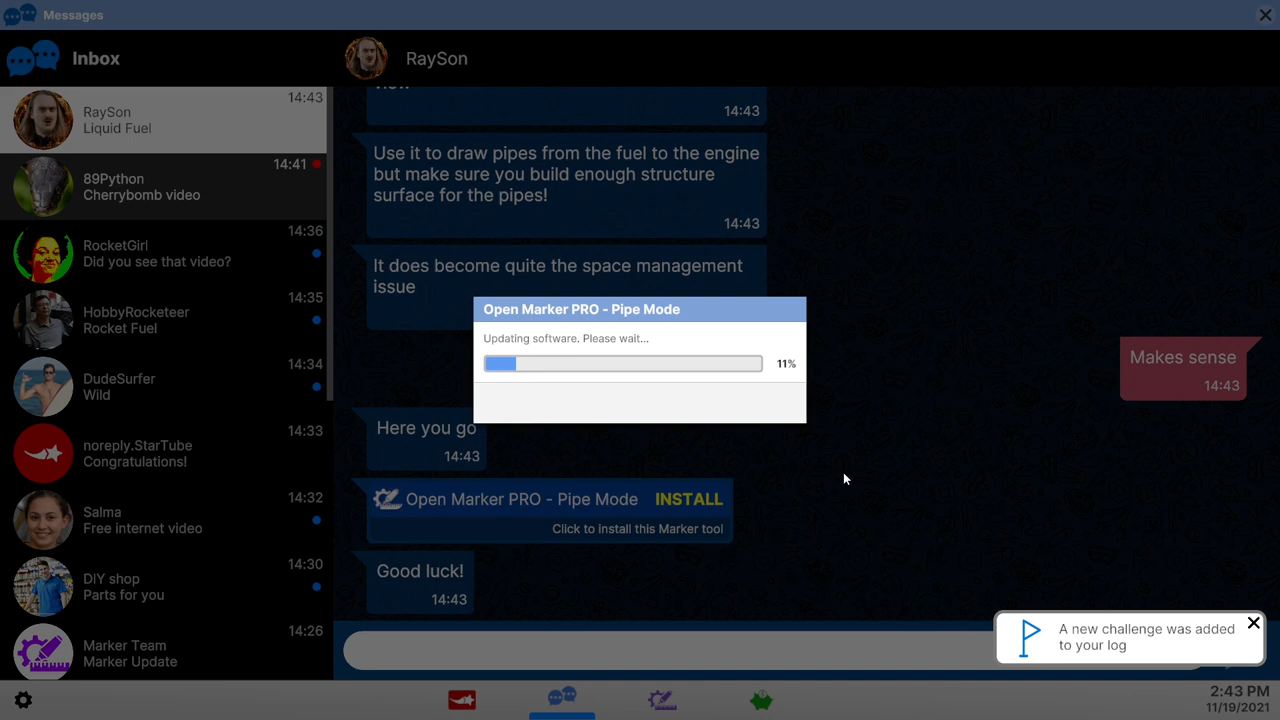 Messages
Inbox
RaySon
RaySon
14:43
Liquid Fuel
89Python
14:41
Cherrybomb video
RocketGirl
14:36
Did you see that video?
HobbyRocketeer
14:35
Rocket Fuel
DudeSurfer
14:34
Wild
noreply.StarTube
14:33
Congratulations!
Salma
14:32
Free internet video
DIY shop
14:30
Parts for you
Marker Team
14:26
Marker Update
14:43
Use it to draw pipes from the fuel to the engine
but make sure you build enough structure
surface for the pipes!
14:43
It does become quite the space management
issue
Open Marker PRO - Pipe Mode
Updating software. Please wait...
11%
Makes sense
14:43
Here you go
14:43
Open Marker PRO - Pipe Mode INSTALL
Click to install this Marker tool
Good luck!
14:43
A new challenge was added
to your log
2:43 PM
11/19/2021